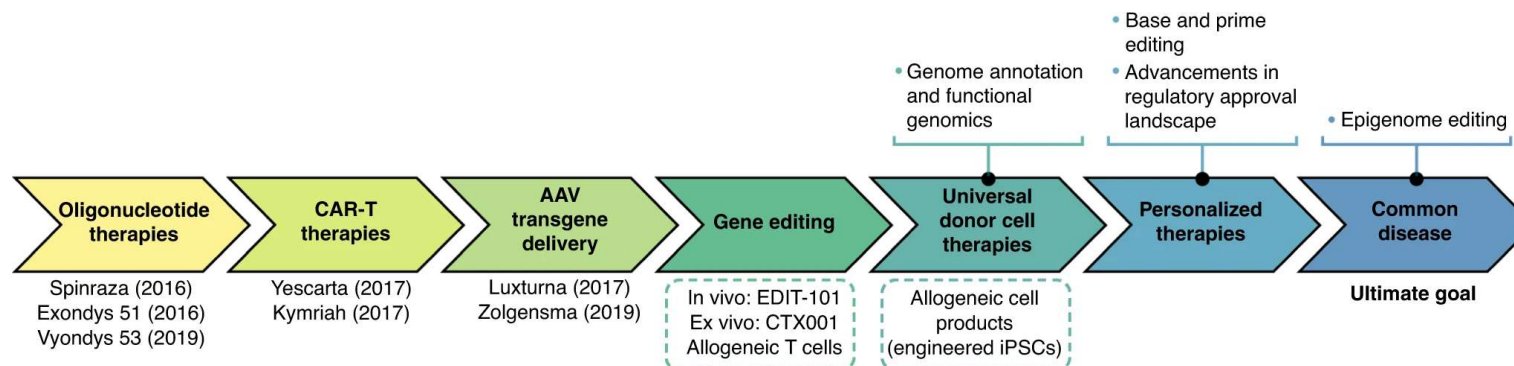 • Genome annotation
and functional
genomics
• Base and prime
editing
• Advancements in
regulatory approval
landscape
• Epigenome editing
Oligonucleotide
therapies
CAR-T
therapies
AAV
transgene
delivery
Gene editing
Universal
donor cell
therapies
Personalized
therapies
Common
disease
Spinraza (2016)
Exondys 51 (2016)
Vyondys 53 (2019)
Yescarta (2017)
Kymriah (2017)
Luxturna (2017)
Zolgensma (2019)
In vivo: EDIT-101
Ex vivo: CTX001
Allogeneic T cells
Allogeneic cell
products
(engineered iPSCs)
Ultimate goal